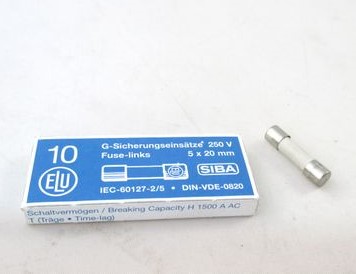 10
G-Sicherungseinsätze 250 V
Fuse-links 5 x 20 mm
ELU
SIBA
IEC-60127-2/5 • DIN-VDE-0820
Schaltvermögen / Breaking Capacity H 1500 A AC
T (Träge • Time-lag)